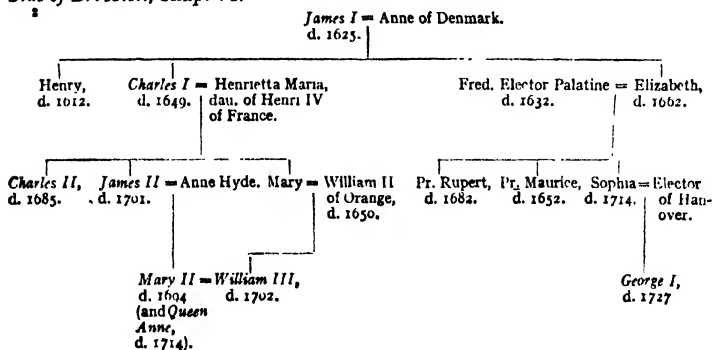 2
James I = Anne of Denmark.
d. 1625.
Henry,
d. 1612.
Charles I = Henrietta Maria,
d. 1649. dau. of Henri IV
of France.
Fred. Elector Palatine = Elizabeth,
d. 1632. d. 1662.
Charles II,
d. 1685.
James II = Anne Hyde.
d. 1701.
Mary = William II
of Orange,
d. 1650.
Pr. Rupert,
d. 1682.
Pr. Maurice,
d. 1652.
Sophia = Elector
d. 1714. of Han-
over.
Mary II = William III,
d. 1694 d. 1702.
(and Queen
Anne,
d. 1714).
George I,
d. 1727